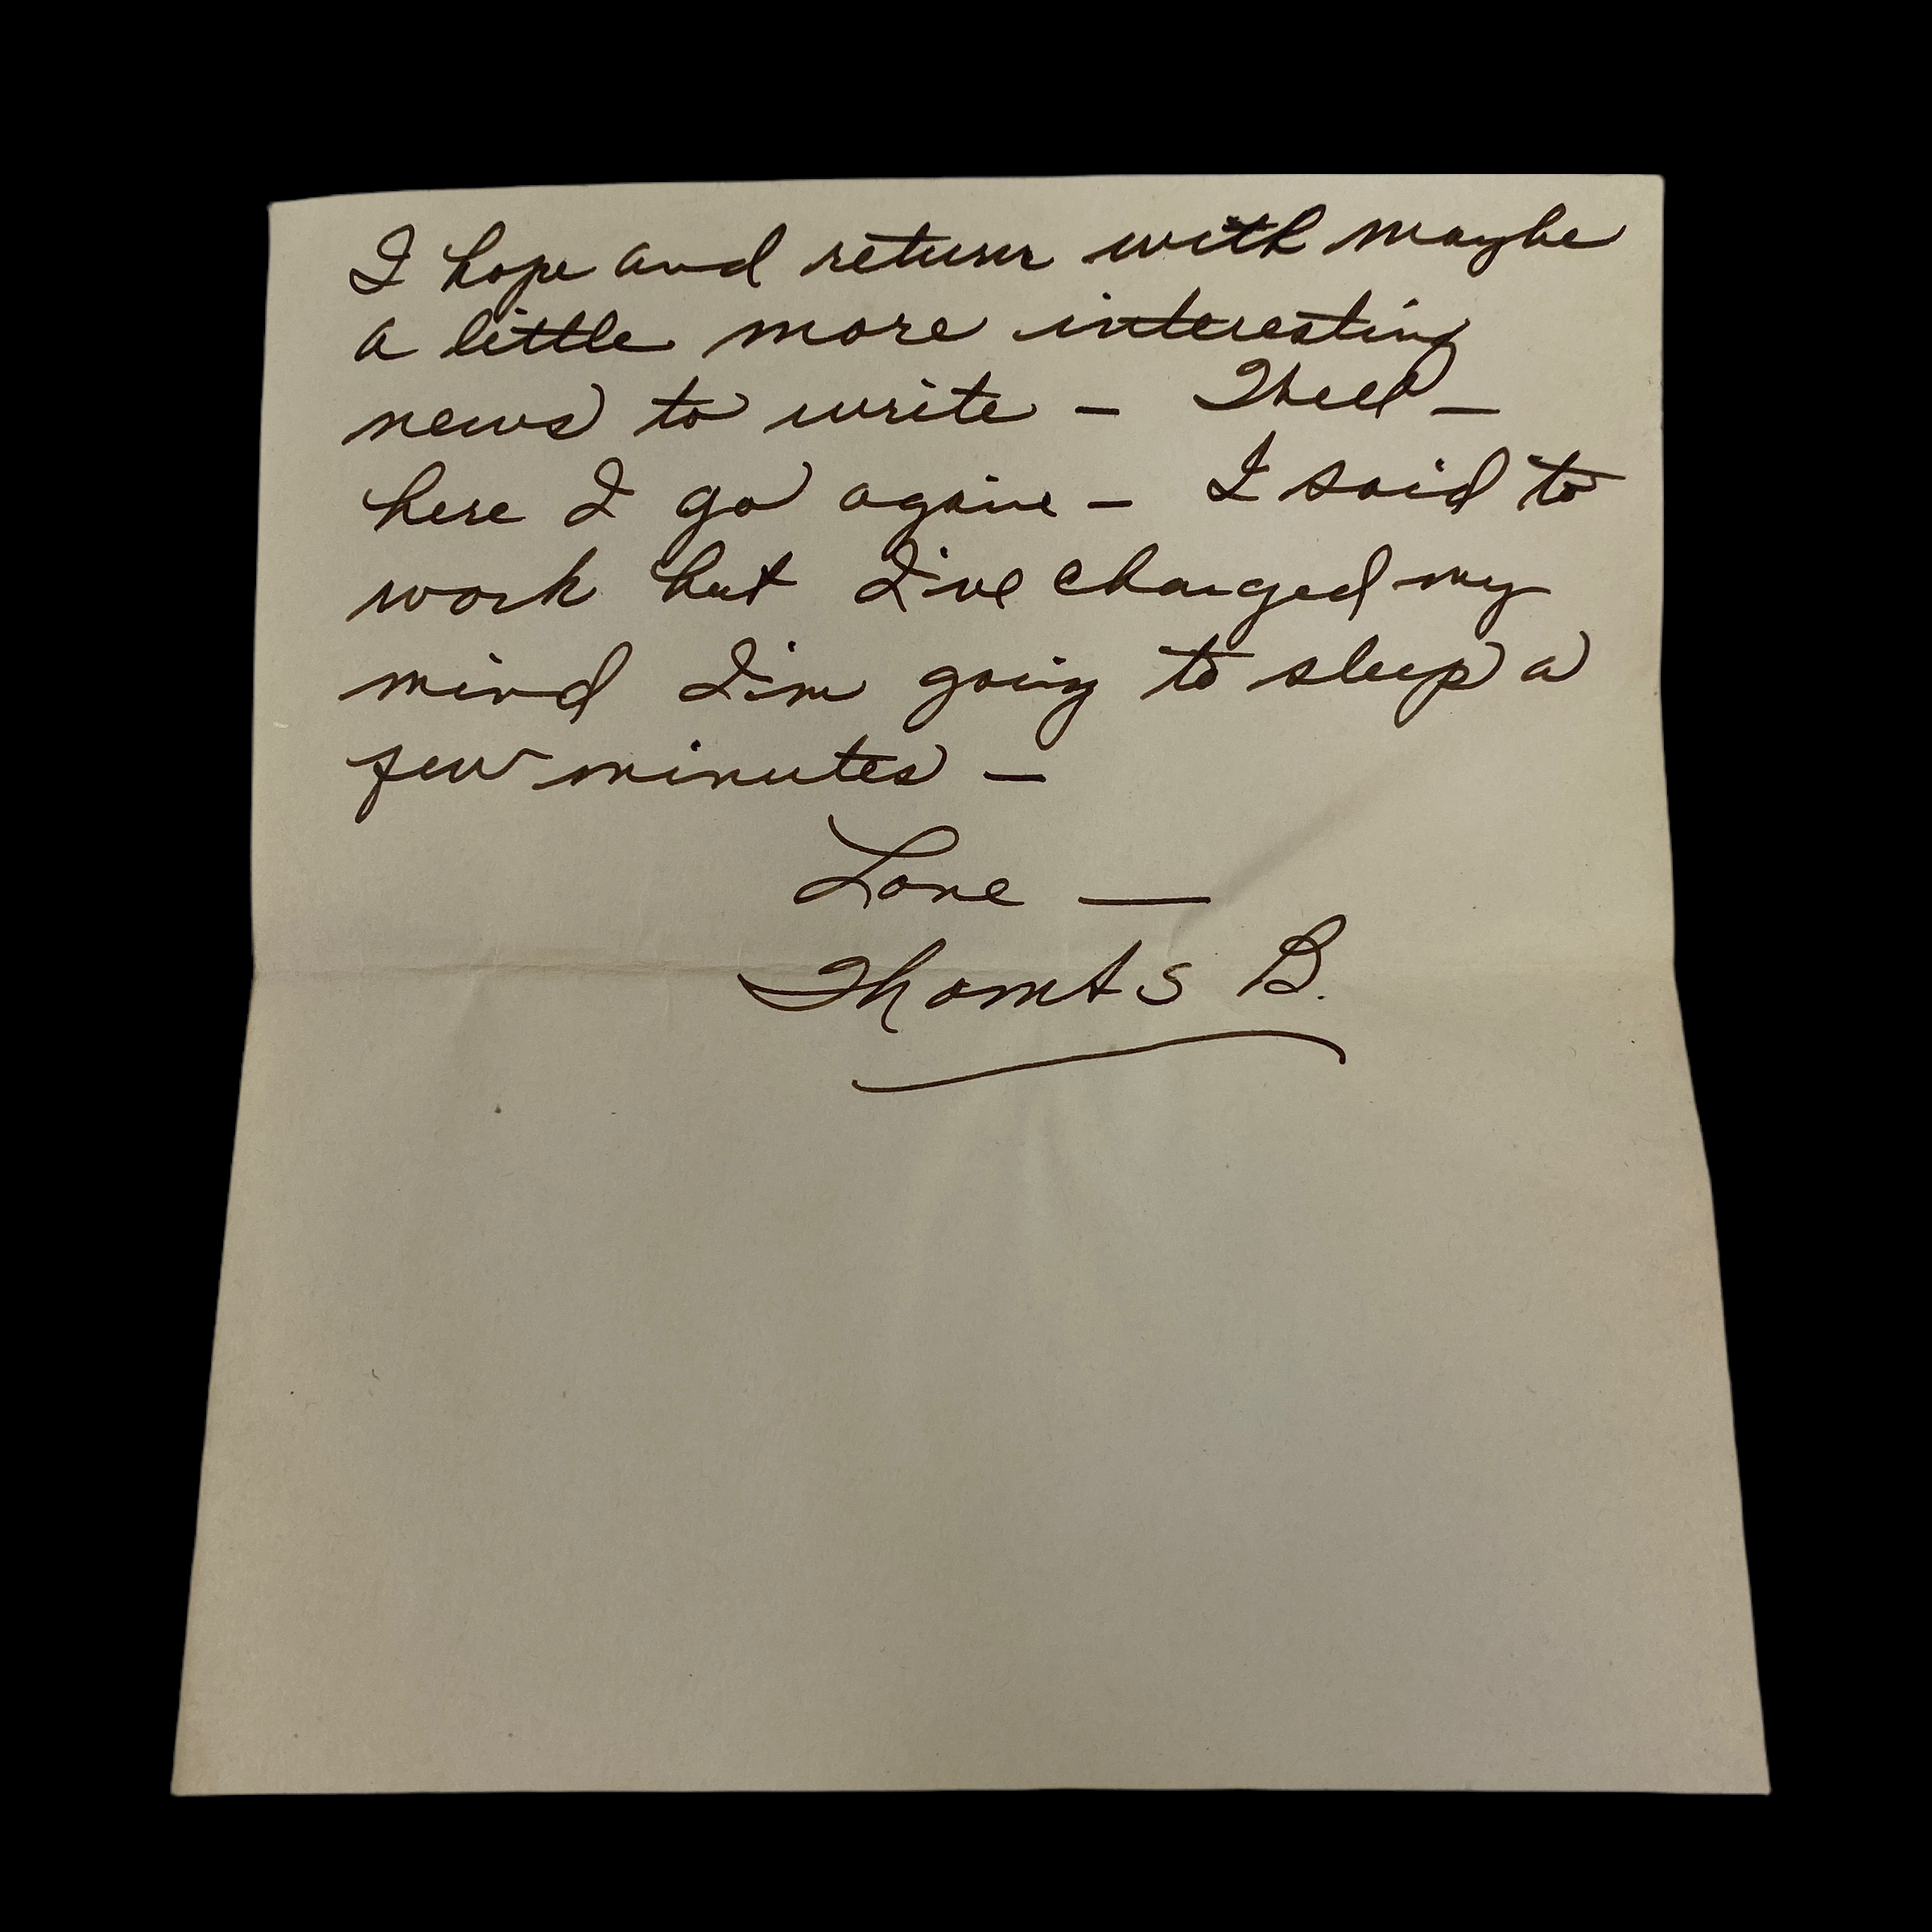 I hope and return with maybe
a little more interesting
news to write — Well —
here I go again — I said to
work but I've changed my
mind I'm going to sleep a
few minutes —
Love —
Thomas B.